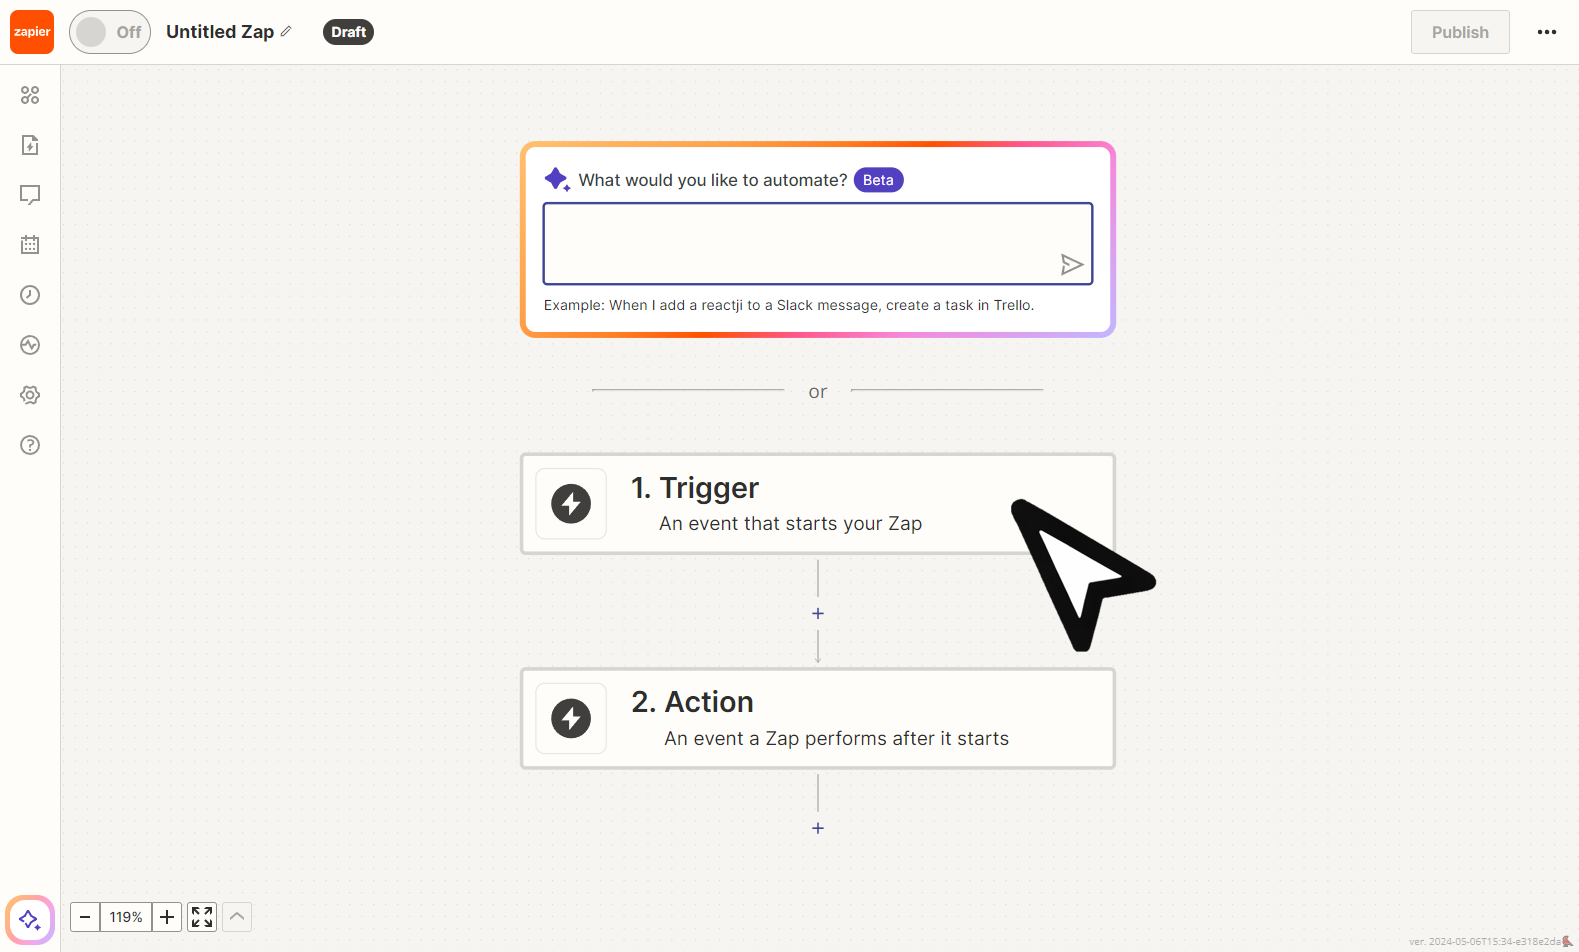 zapier
Off
Untitled Zap
Draft
Publish
What would you like to automate?
Beta
Example: When I add a reactji to a Slack message, create a task in Trello.
or
1. Trigger
An event that starts your Zap
2. Action
An event a Zap performs after it starts
119%
ver. 2024-05-06T15:34-e318e2da